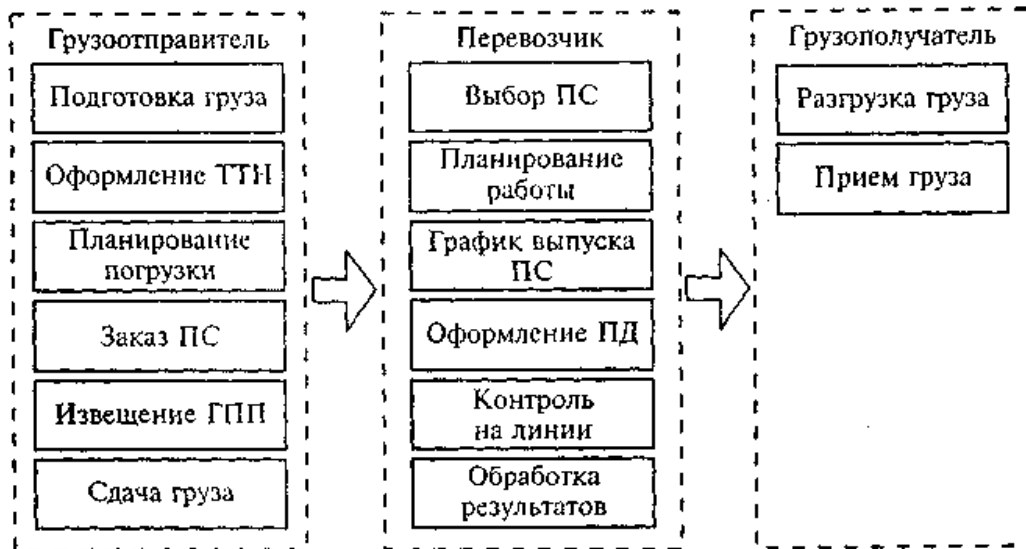 Грузоотправитель
Подготовка груза
Оформление ТТН
Планирование
погрузки
Заказ ПС
Извещение ГПП
Сдача груза
Перевозчик
Выбор ПС
Планирование
работы
График выпуска
ПС
Оформление ПД
Контроль
на линии
Обработка
результатов
Грузополучатель
Разгрузка груза
Прием груза